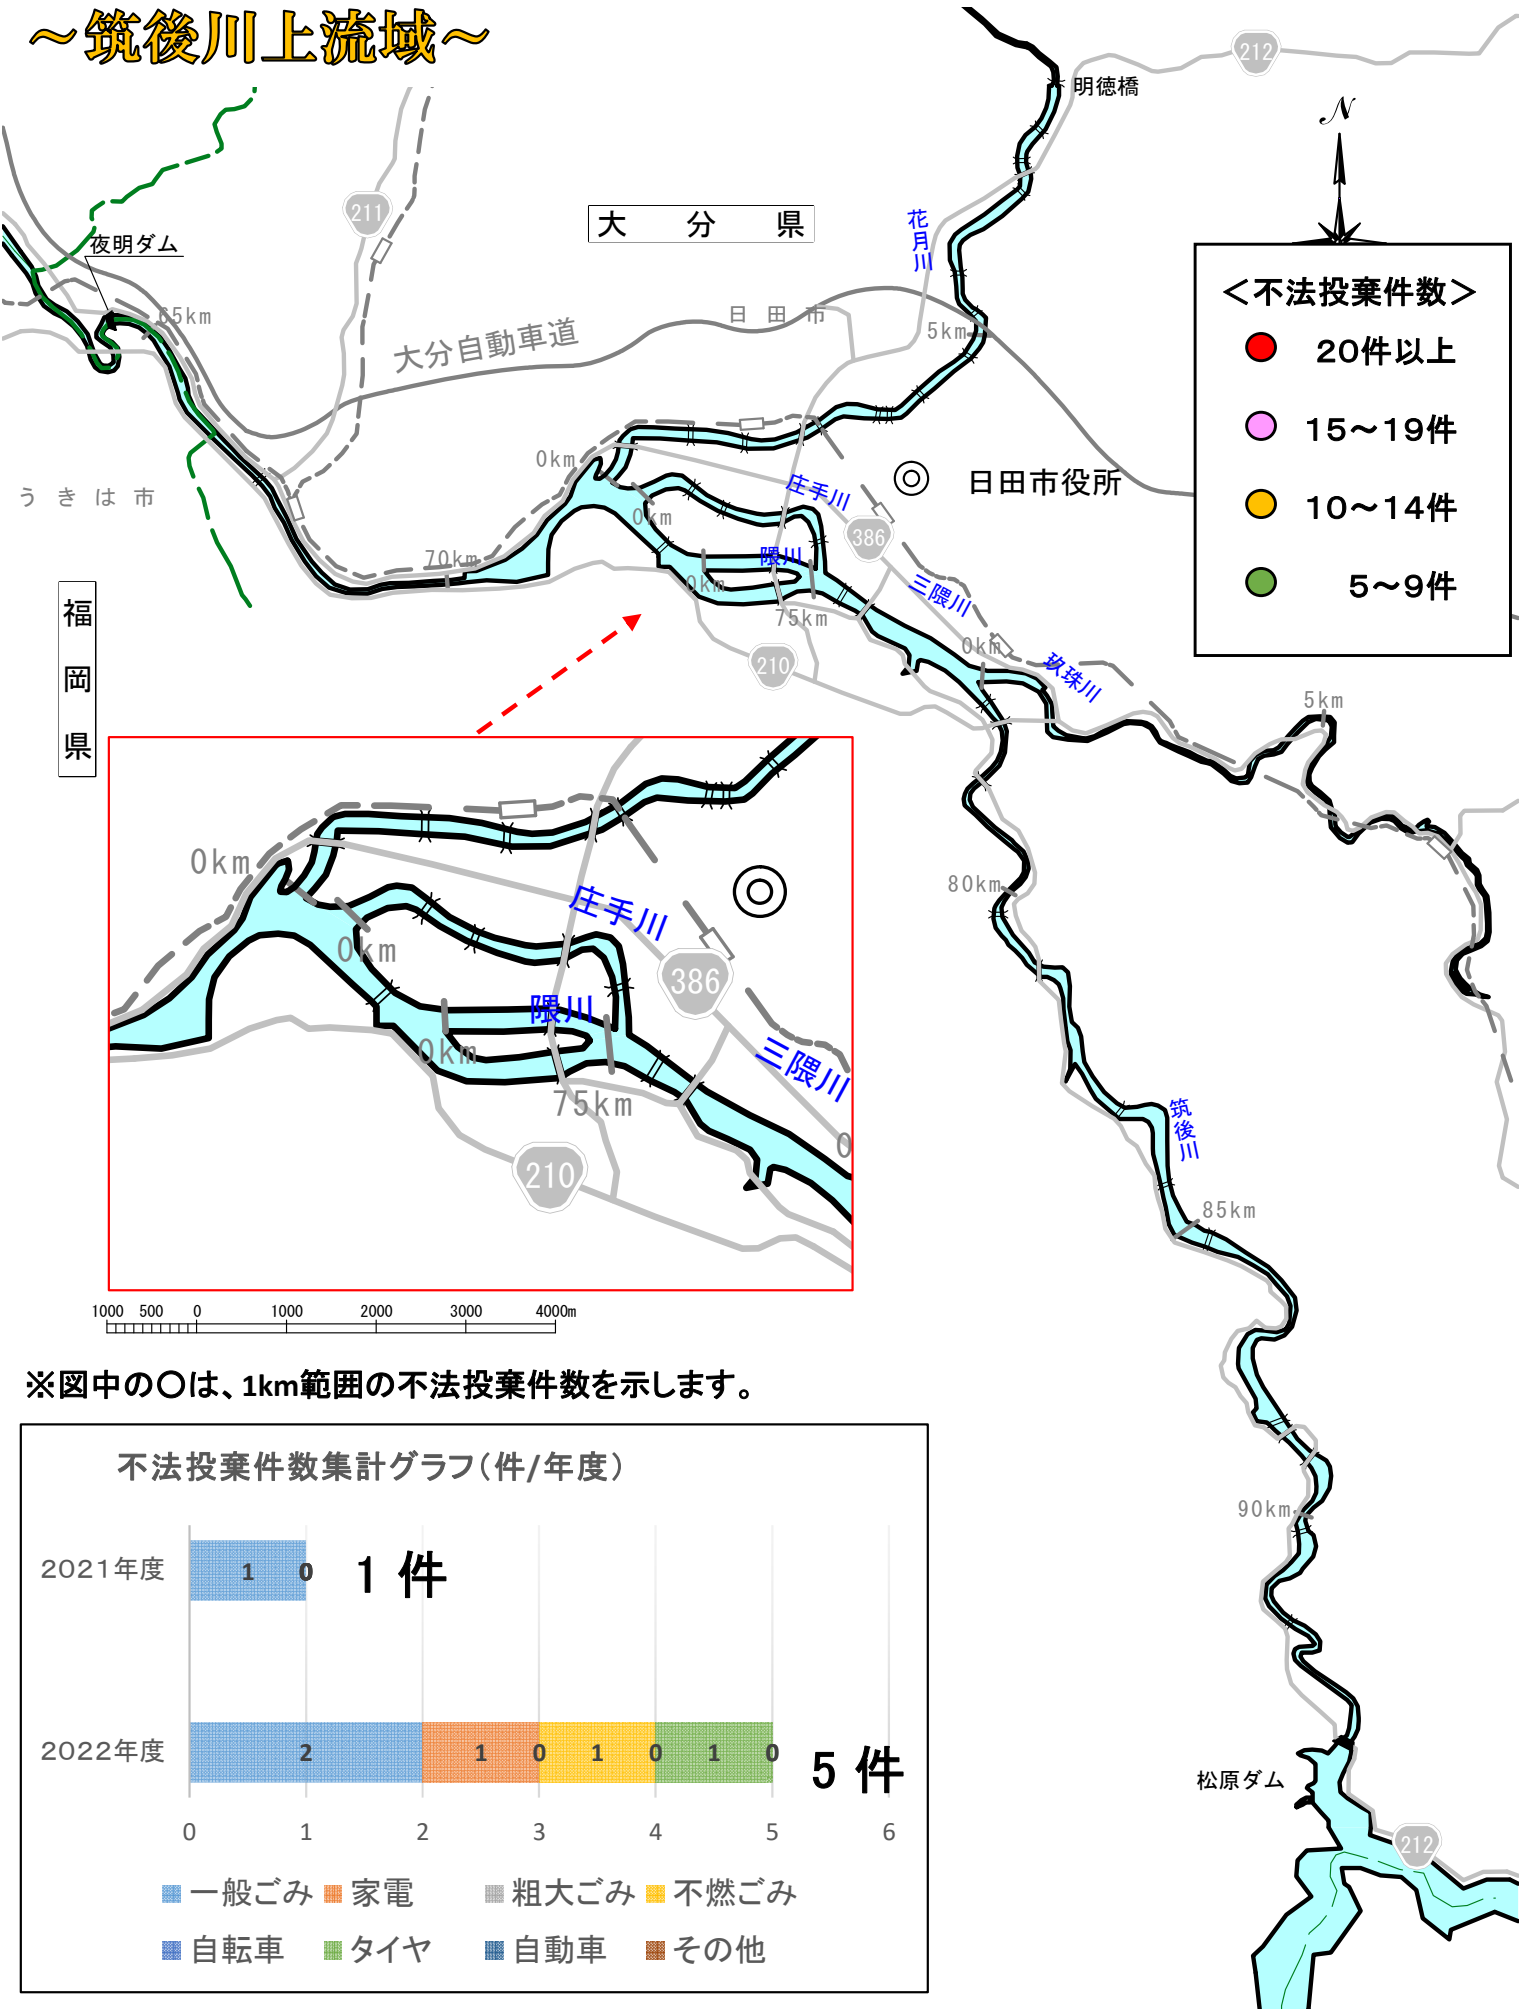 ～筑後川上流域～
212
明徳橋
N
211
大分県
花月川
夜明ダム
65km
日田市
大分自動車道
5km
＜不法投棄件数＞
20件以上
15～19件
10～14件
5～9件
0km
うきは市
庄手川
日田市役所
0km
386
70km
隈川
0km
三隈川
75km
福岡県
210
0km
玖珠川
5km
0km
庄手川
0km
386
隈川
0km
三隈川
75km
0
210
80km
筑後川
85km
1000 500 0 1000 2000 3000 4000m
※図中の〇は、1km範囲の不法投棄件数を示します。
90km
不法投棄件数集計グラフ（件/年度）
2021年度 1 0 1 件
2022年度 2 1 0 1 0 1 0 5 件
0 1 2 3 4 5 6
一般ごみ 家電 粗大ごみ 不燃ごみ
自転車 タイヤ 自動車 その他
松原ダム
212